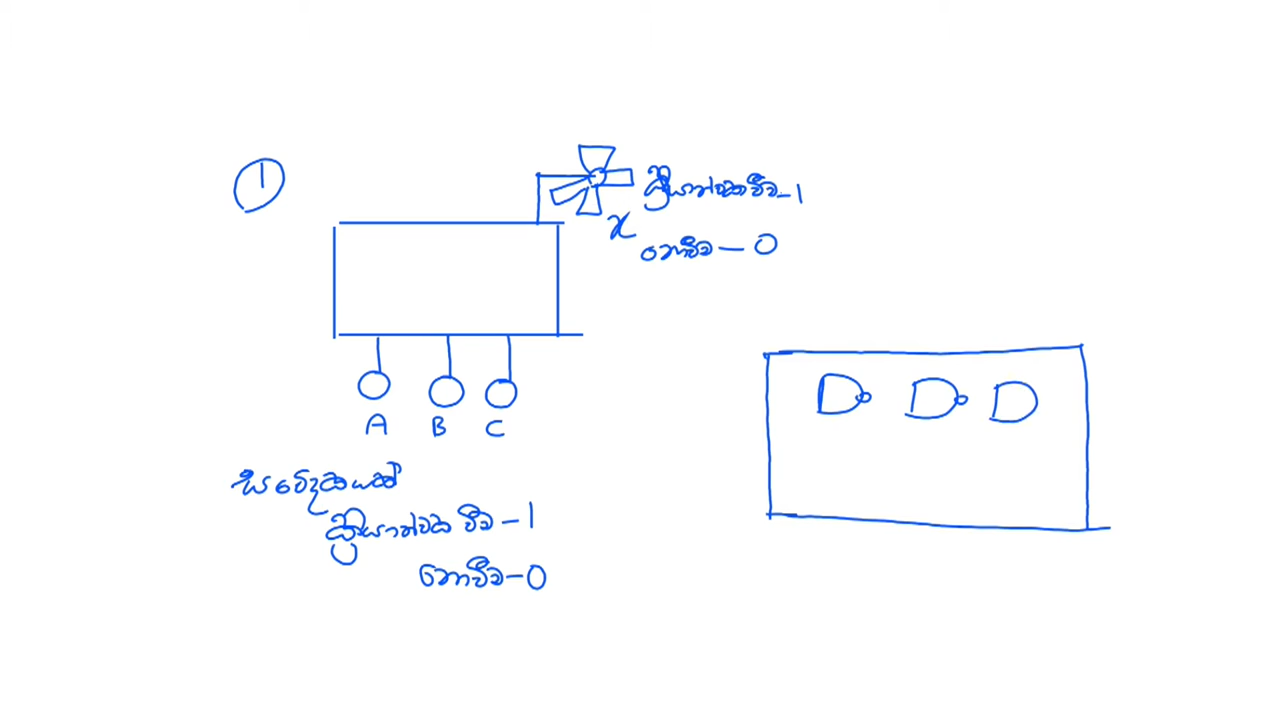 1
ක්‍රියාත්මක වීම - 1
x
නොවීම - 0
A B C
සංවේදකයක්
ක්‍රියාත්මක වීම - 1
නොවීම - 0